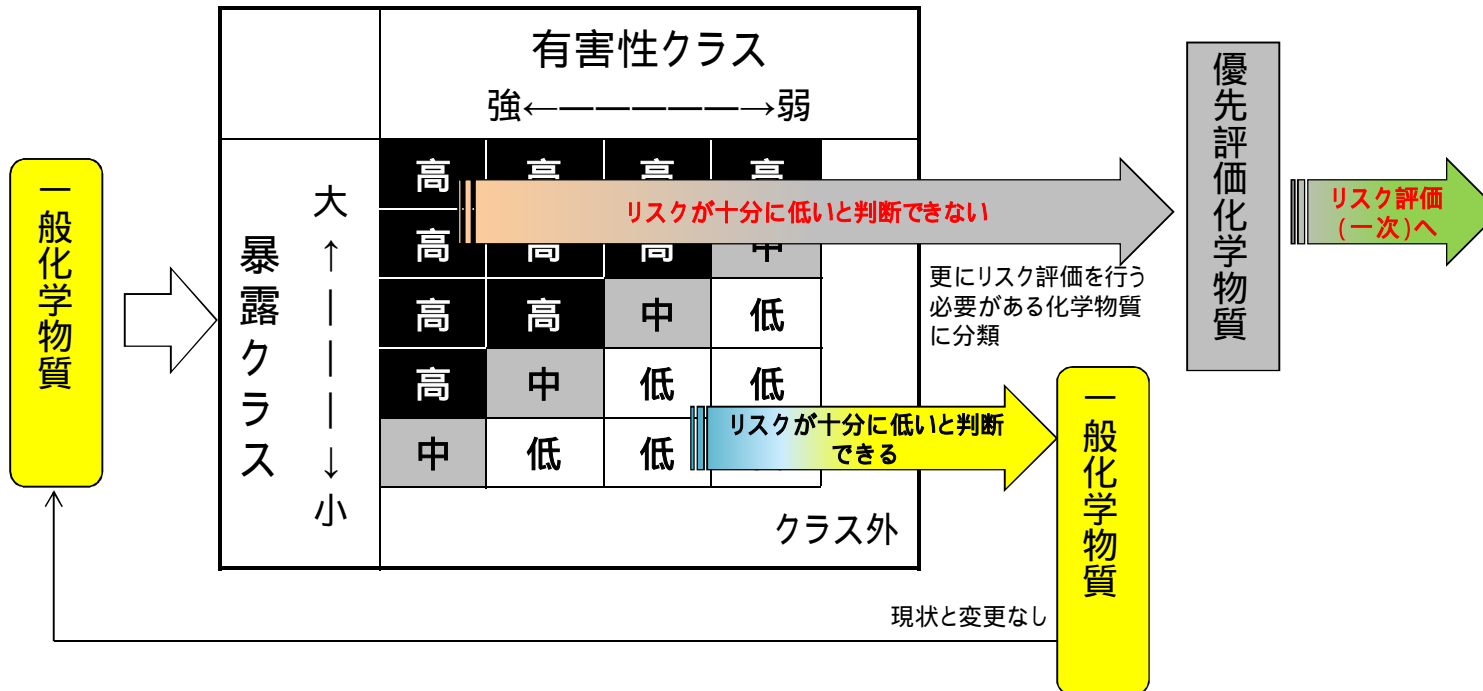 有害性クラス
強←―――――→弱
一般化学物質
暴露クラス
大
↑
|
|
|
↓
小
高 高 高 高
高 高 高 中
高 高 中 低
高 中 低 低
中 低 低
クラス外
リスクが十分に低いと判断できない
更にリスク評価を行う
必要がある化学物質
に分類
優先評価化学物質
リスク評価
(一次)へ
リスクが十分に低いと判断
できる
一般化学物質
現状と変更なし